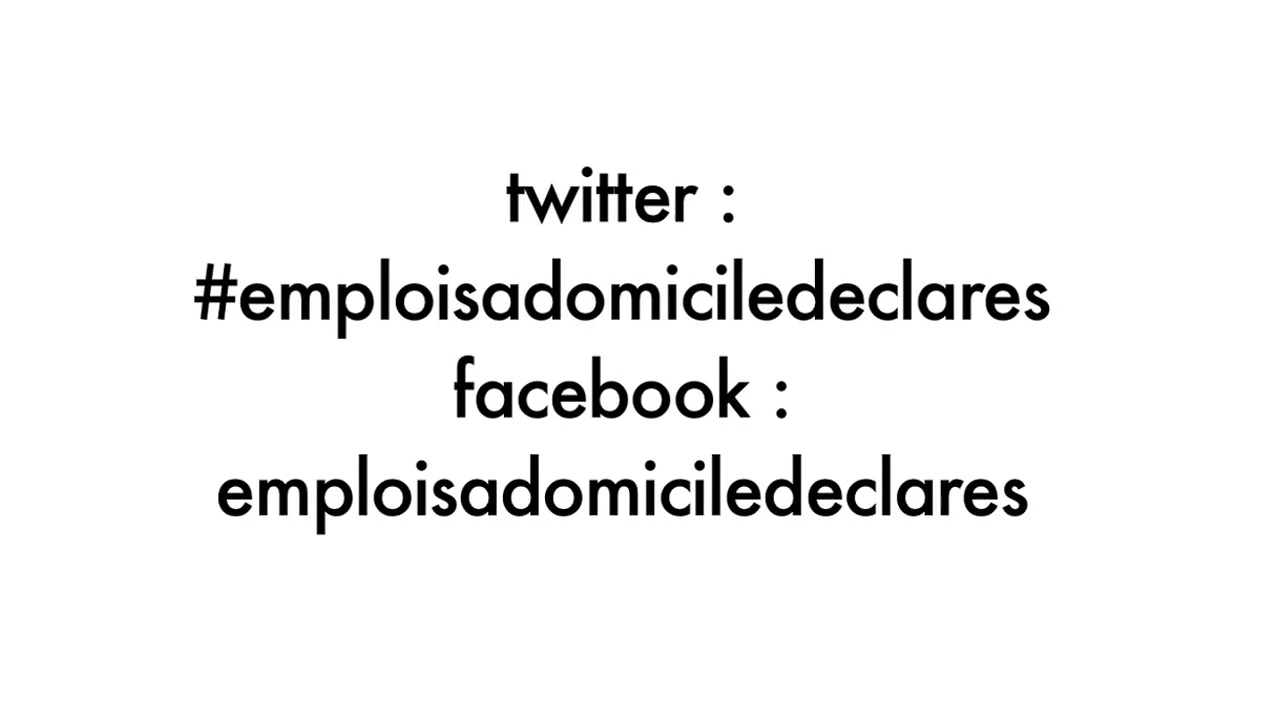 twitter :
#emploisadomiciledeclares
facebook :
emploisadomiciledeclares